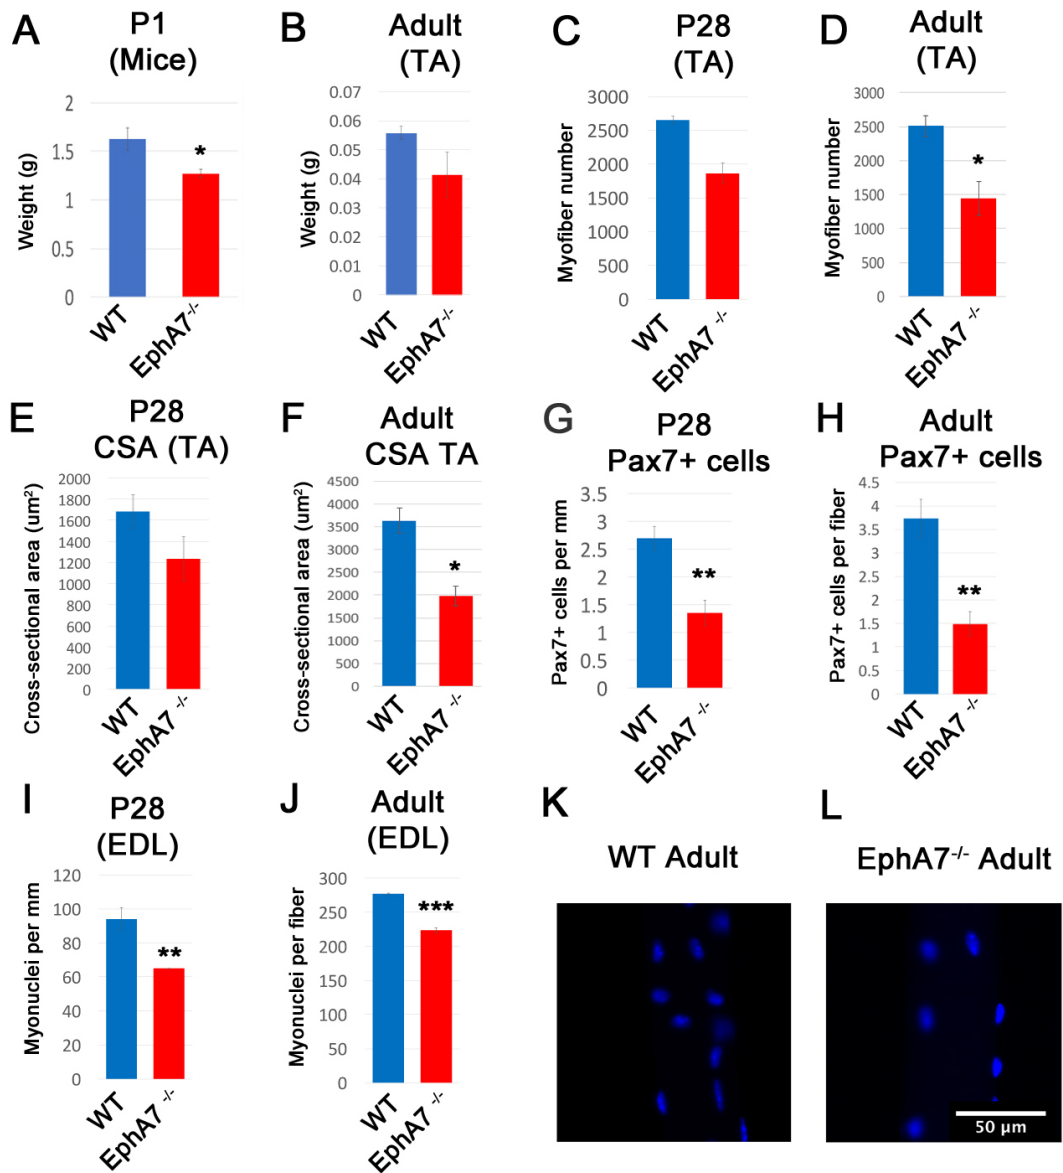 A
P1
(Mice)
Weight (g)
2
1.5
1
0.5
0
*
WT
EphA7-/-
B
Adult
(TA)
Weight (g)
0.07
0.06
0.05
0.04
0.03
0.02
0.01
0
WT
EphA7-/-
C
P28
(TA)
Myofiber number
3000
2500
2000
1500
1000
500
0
WT
EphA7 -/-
D
Adult
(TA)
Myofiber number
3000
2500
2000
1500
1000
500
0
*
WT
EphA7 -/-
E
P28
CSA (TA)
Cross-sectional area (um²)
2000
1800
1600
1400
1200
1000
800
600
400
200
0
WT
EphA7 -/-
F
Adult
CSA TA
Cross-sectional area (um²)
4500
4000
3500
3000
2500
2000
1500
1000
500
0
*
WT
EphA7 -/-
G
P28
Pax7+ cells
Pax7+ cells per mm
3.5
3
2.5
2
1.5
1
0.5
0
**
WT
EphA7 -/-
H
Adult
Pax7+ cells
Pax7+ cells per fiber
4.5
4
3.5
3
2.5
2
1.5
1
0.5
0
**
WT
EphA7 -/-
I
P28
(EDL)
Myonuclei per mm
120
100
80
60
40
20
0
**
WT
EphA7 -/-
J
Adult
(EDL)
Myonuclei per fiber
300
250
200
150
100
50
0
***
WT
EphA7 -/-
K
WT Adult
L
EphA7-/- Adult
50 µm